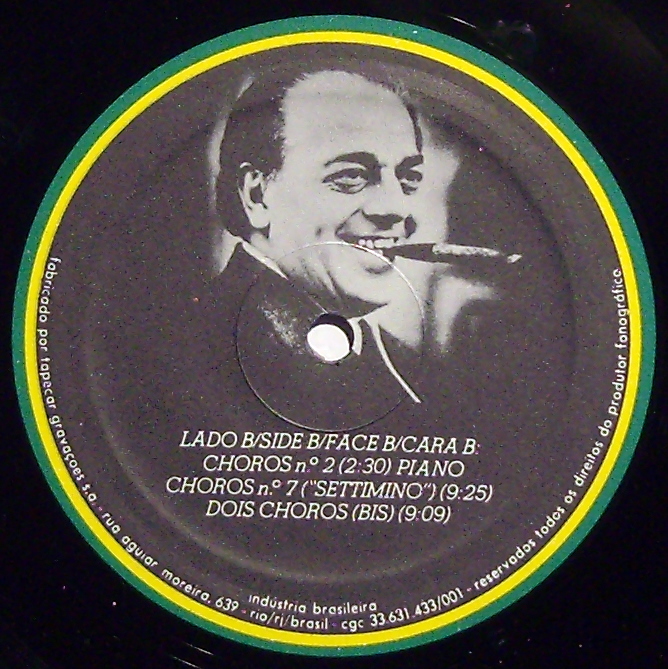 LADO B/SIDE B/FACE B/CARA B:
CHOROS n.º 2 (2:30) PIANO
CHOROS n.º 7 ("SETTIMINO") (9:25)
DOIS CHOROS (BIS) (9:09)
fabricado por tapecar gravações s.a. - rua aguiar moreira, 639 - rio/rj/brasil - cgc 33.631.433/001 - reservados todos os direitos do produtor fonográfico.
indústria brasileira